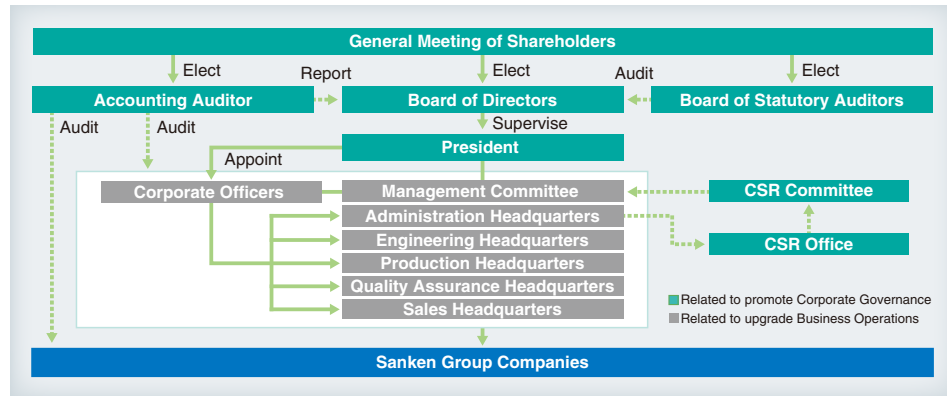 General Meeting of Shareholders
Elect
Report
Elect
Audit
Elect
Accounting Auditor
Board of Directors
Board of Statutory Auditors
Audit
Audit
Supervise
President
Appoint
Corporate Officers
Management Committee
CSR Committee
Administration Headquarters
Engineering Headquarters
CSR Office
Production Headquarters
Quality Assurance Headquarters
Sales Headquarters
Related to promote Corporate Governance
Related to upgrade Business Operations
Sanken Group Companies